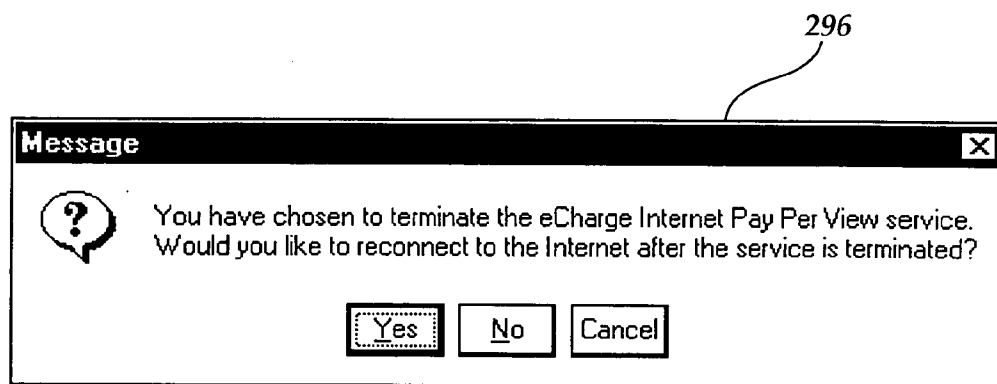 296
Message
You have chosen to terminate the eCharge Internet Pay Per View service.
Would you like to reconnect to the Internet after the service is terminated?
Yes No Cancel